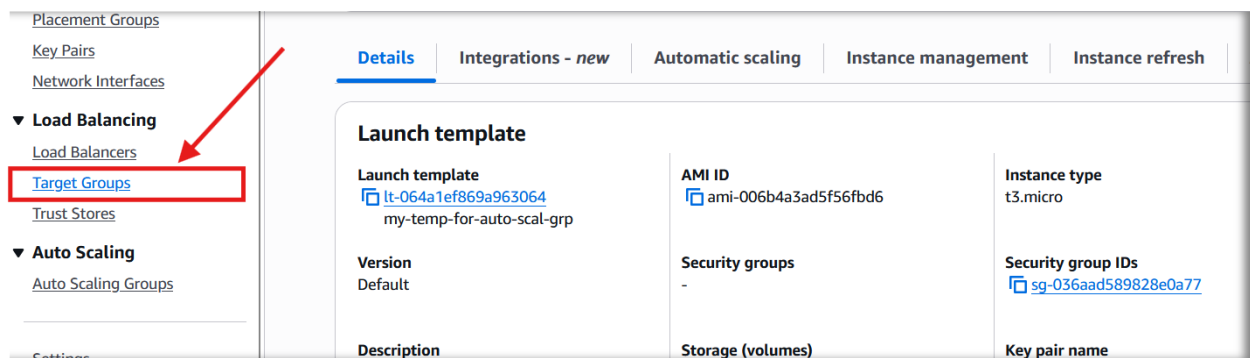 Placement Groups
Key Pairs
Network Interfaces
Load Balancing
Load Balancers
Target Groups
Trust Stores
Auto Scaling
Auto Scaling Groups
Settings
Details Integrations - new Automatic scaling Instance management Instance refresh
Launch template
Launch template
lt-064a1ef869a963064
my-temp-for-auto-scal-grp
AMI ID
ami-006b4a3ad5f56fbd6
Instance type
t3.micro
Version
Default
Security groups
-
Security group IDs
sg-036aad589828e0a77
Description
Storage (volumes)
Key pair name